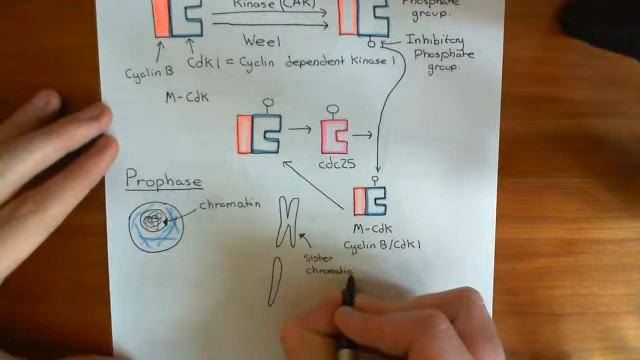 Kinase (CAK)
Phosphate
group.
Wee1
Inhibitory
Phosphate
group.
Cyclin B
Cdk1 = Cyclin dependent kinase 1
M-Cdk
cdc25
Prophase
chromatin
M-Cdk
Cyclin B/Cdk1
Sister